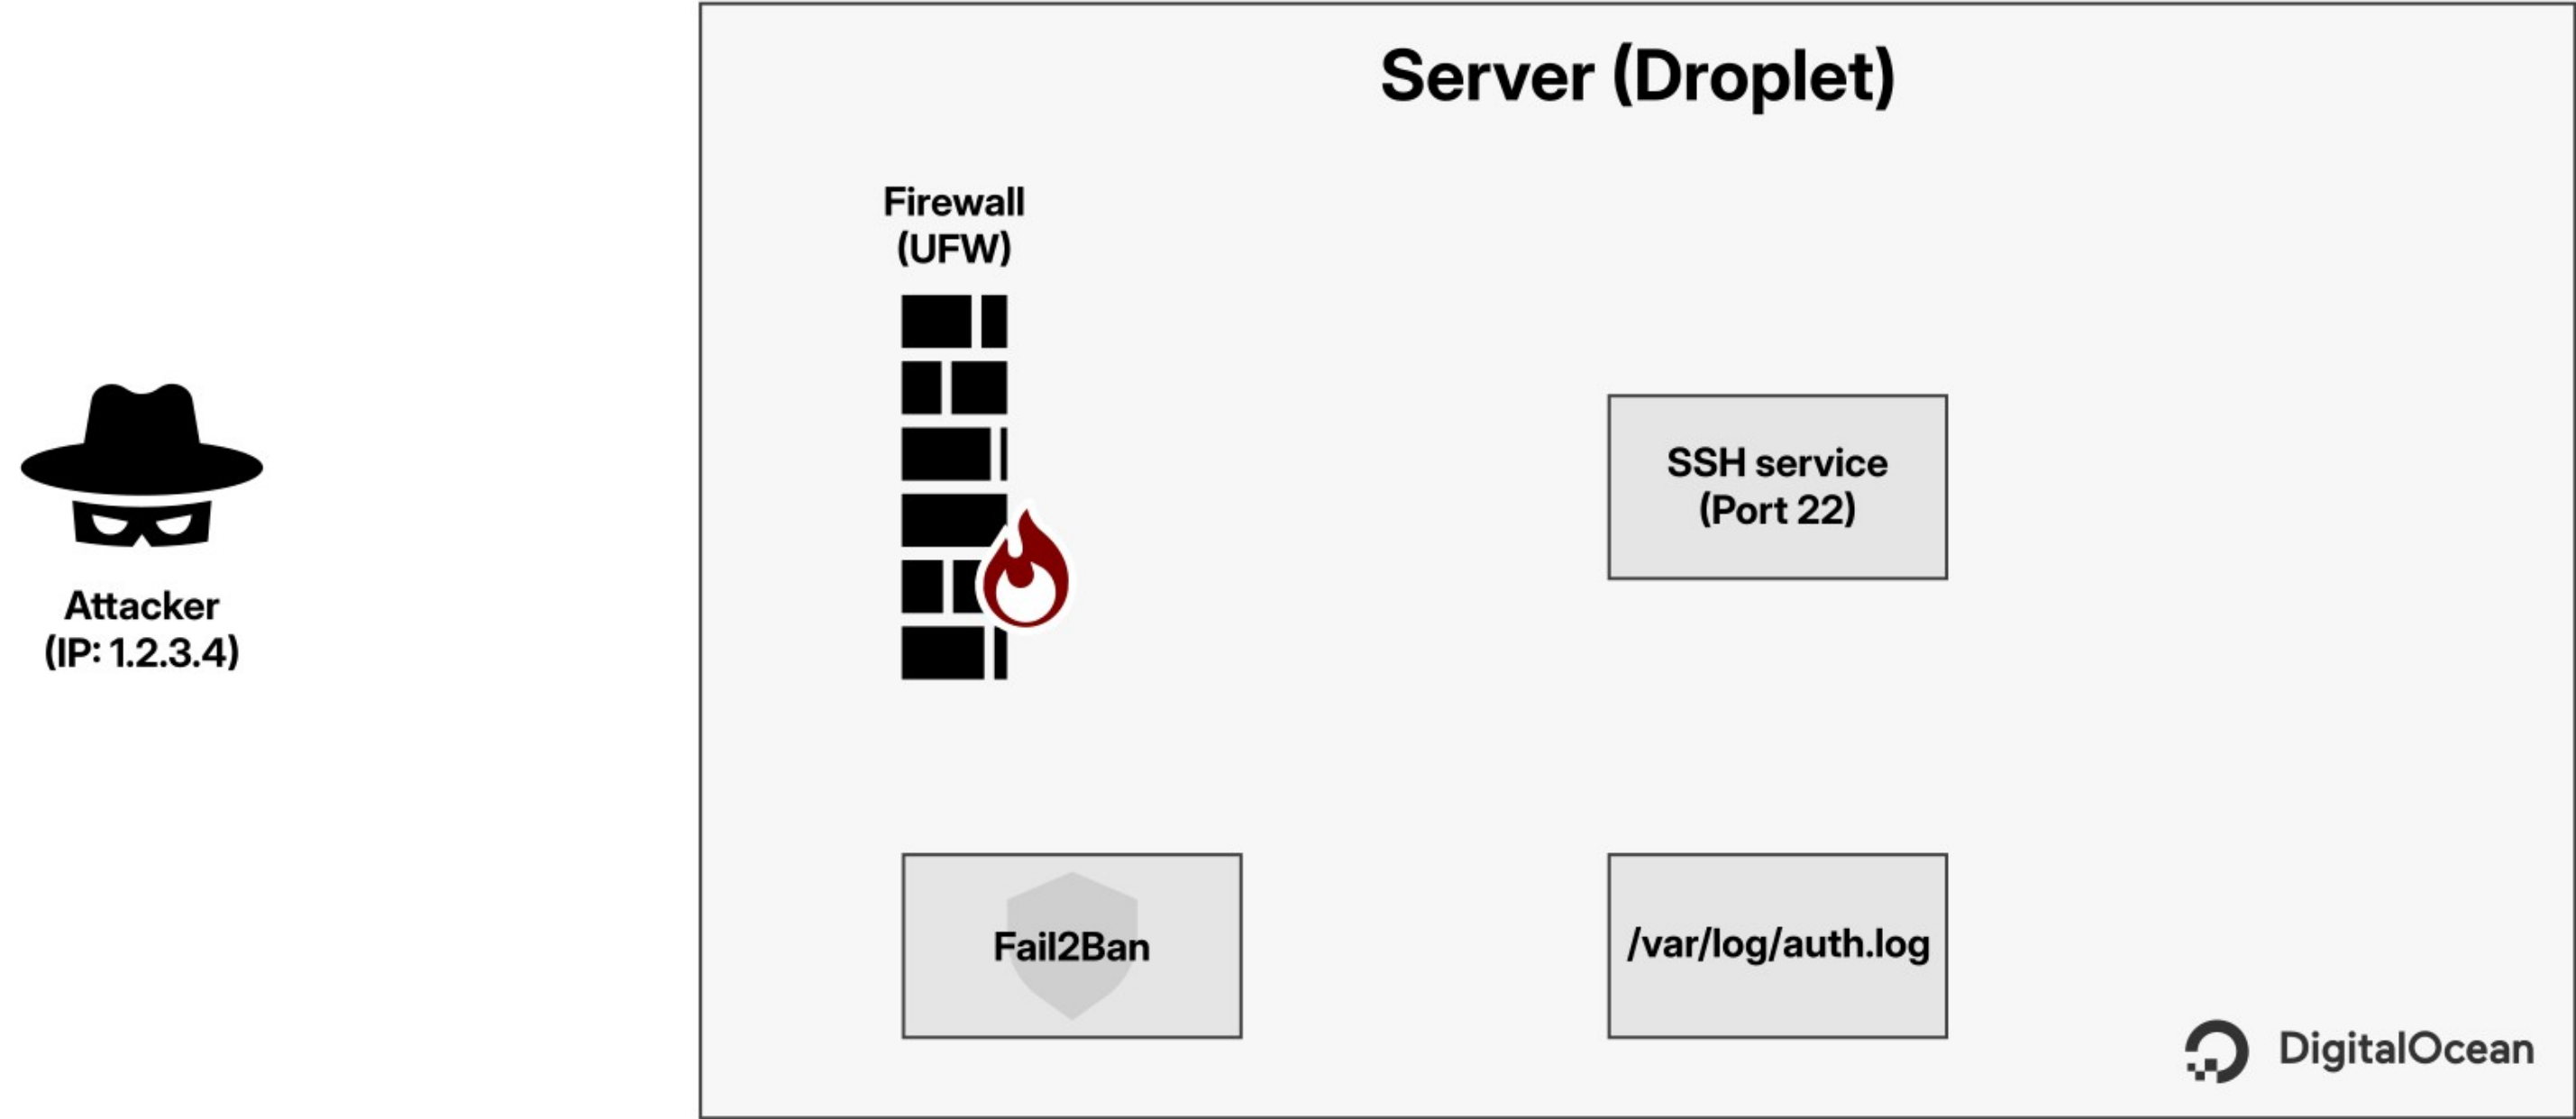 Server (Droplet)
Firewall
(UFW)
Attacker
(IP: 1.2.3.4)
SSH service
(Port 22)
Fail2Ban
/var/log/auth.log
DigitalOcean